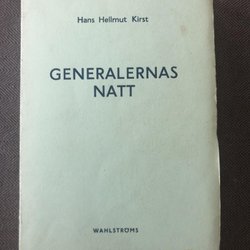 Hans Hellmut Kirst
GENERALERNAS
NATT
WAHLSTRÖMS